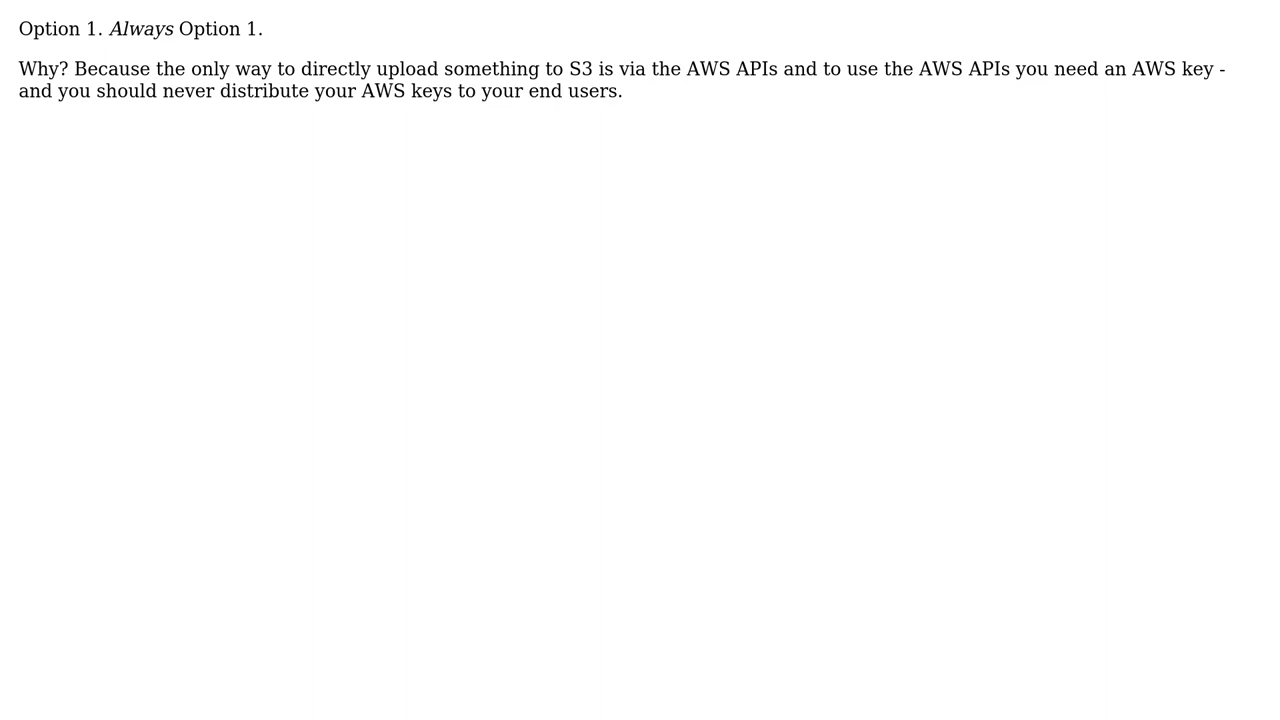 Option 1. Always Option 1.
Why? Because the only way to directly upload something to S3 is via the AWS APIs and to use the AWS APIs you need an AWS key -
and you should never distribute your AWS keys to your end users.